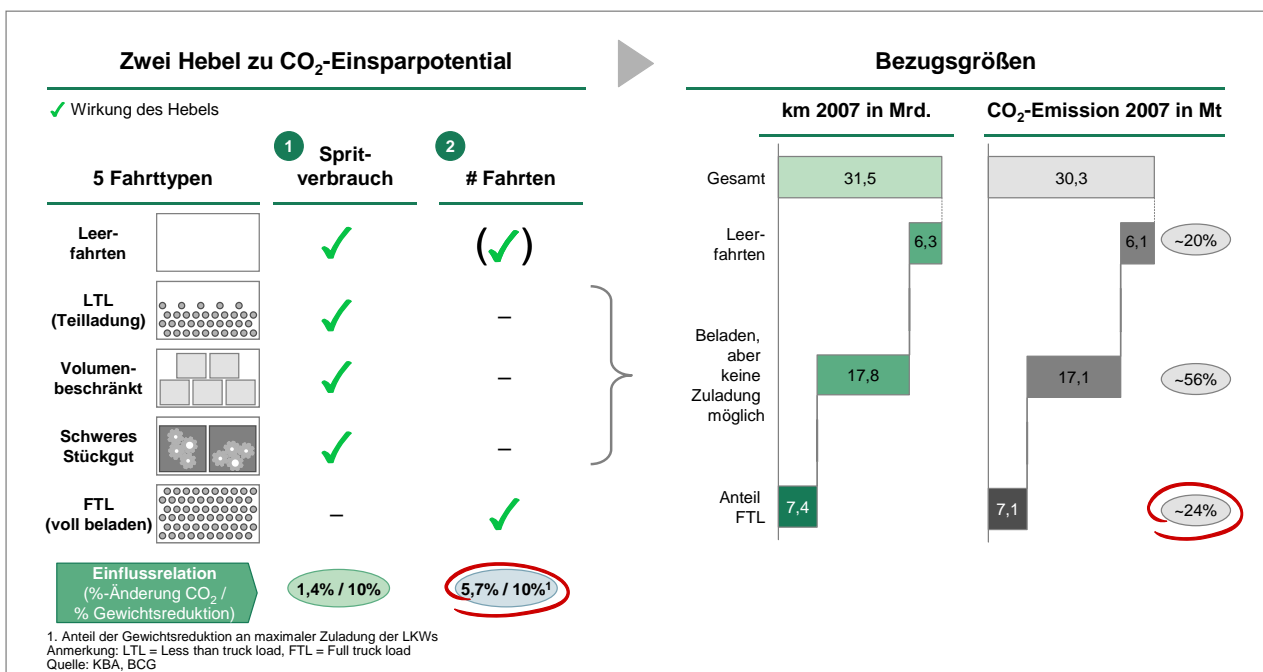 Zwei Hebel zu CO₂-Einsparpotential
✓ Wirkung des Hebels
5 Fahrttypen
1
Sprit-
verbrauch
2
# Fahrten
Leer-
fahrten
✓
(✓)
LTL
(Teilladung)
✓
–
Volumen-
beschränkt
✓
–
Schweres
Stückgut
✓
–
FTL
(voll beladen)
–
✓
Einflussrelation
(%-Änderung CO₂ /
% Gewichtsreduktion)
1,4% / 10%
5,7% / 10%¹
Bezugsgrößen
km 2007 in Mrd.
CO₂-Emission 2007 in Mt
Gesamt
31,5
30,3
Leer-
fahrten
6,3
6,1
~20%
Beladen,
aber
keine
Zuladung
möglich
17,8
17,1
~56%
Anteil
FTL
7,4
7,1
~24%
1. Anteil der Gewichtsreduktion an maximaler Zuladung der LKWs
Anmerkung: LTL = Less than truck load, FTL = Full truck load
Quelle: KBA, BCG